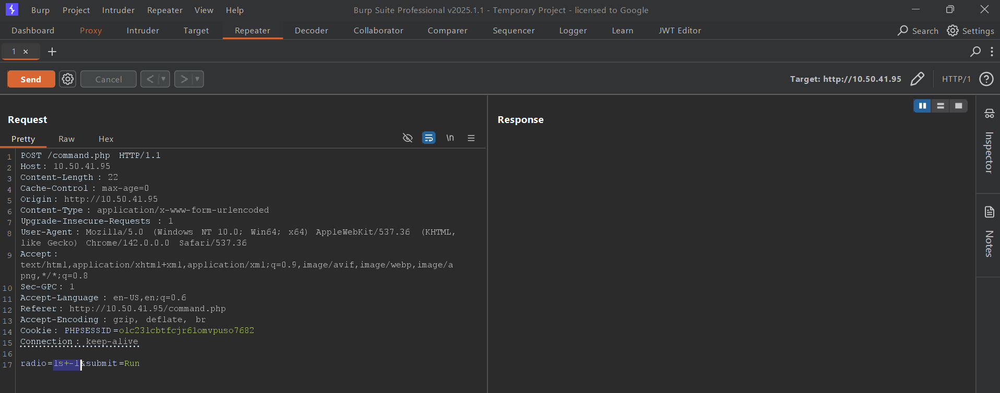 Burp Project Intruder Repeater View Help Burp Suite Professional v2025.1.1 - Temporary Project - licensed to Google
Dashboard Proxy Intruder Target Repeater Decoder Collaborator Comparer Sequencer Logger Learn JWT Editor Search Settings
1 × +
Send Cancel < > Target: http://10.50.41.95 HTTP/1 ?
Request
Pretty Raw Hex \n
1 POST /command.php HTTP/1.1
2 Host: 10.50.41.95
3 Content-Length : 22
4 Cache-Control : max-age=0
5 Origin: http://10.50.41.95
6 Content-Type : application/x-www-form-urlencoded
7 Upgrade-Insecure-Requests : 1
8 User-Agent: Mozilla/5.0 (Windows NT 10.0; Win64; x64) AppleWebKit/537.36 (KHTML,
like Gecko) Chrome/142.0.0.0 Safari/537.36
9 Accept:
text/html,application/xhtml+xml,application/xml;q=0.9,image/avif,image/webp,image/a
png,*/*;q=0.8
10 Sec-GPC: 1
11 Accept-Language : en-US,en;q=0.6
12 Referer: http://10.50.41.95/command.php
13 Accept-Encoding : gzip, deflate, br
14 Cookie: PHPSESSID=olc23lcbtfcjr61omvpuso7682
15 Connection : keep-alive
16
17 radio=ls+-l&submit=Run
Response
Inspector
Notes